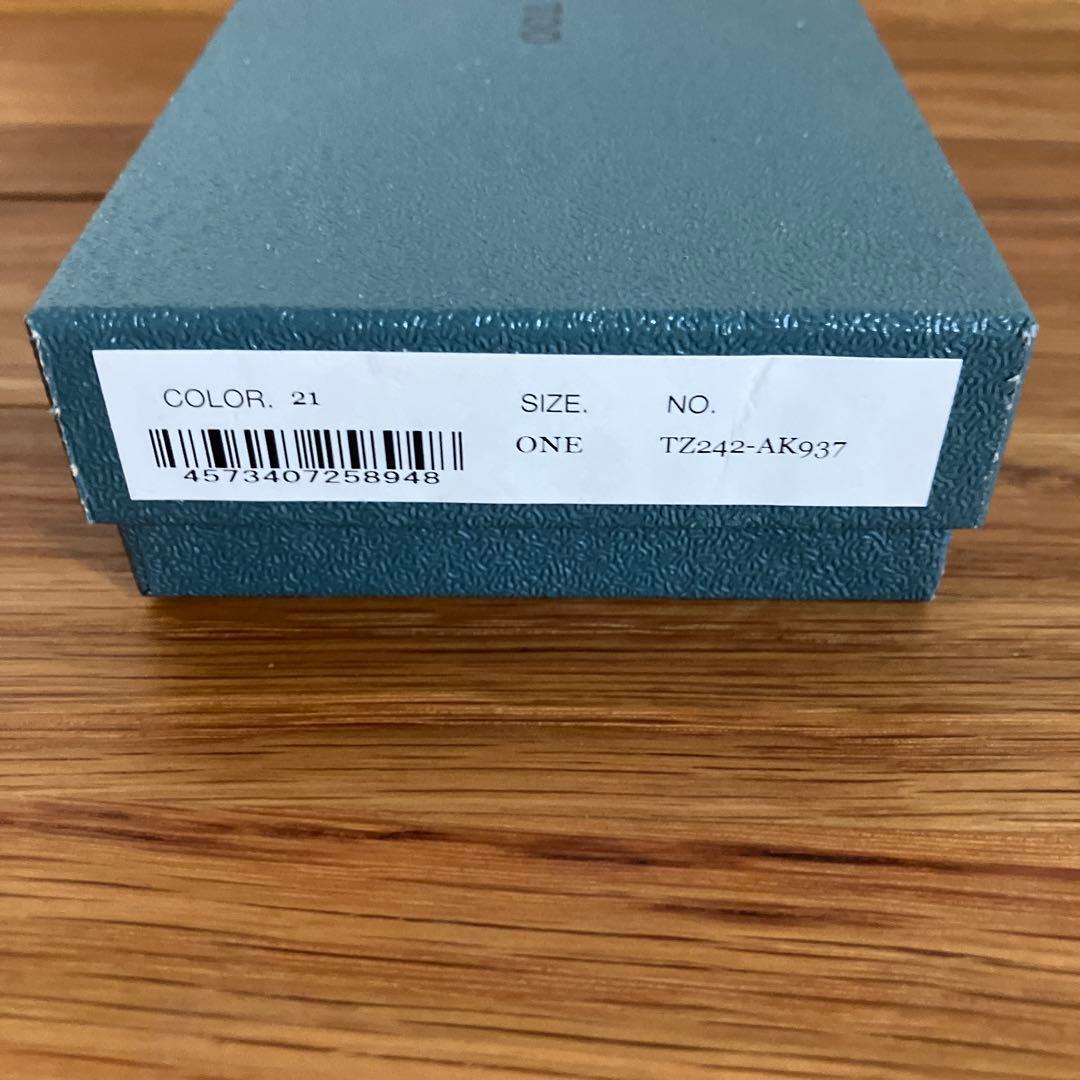 COLOR. 21
SIZE.
NO.
ONE
TZ242-AK937
4573407258948